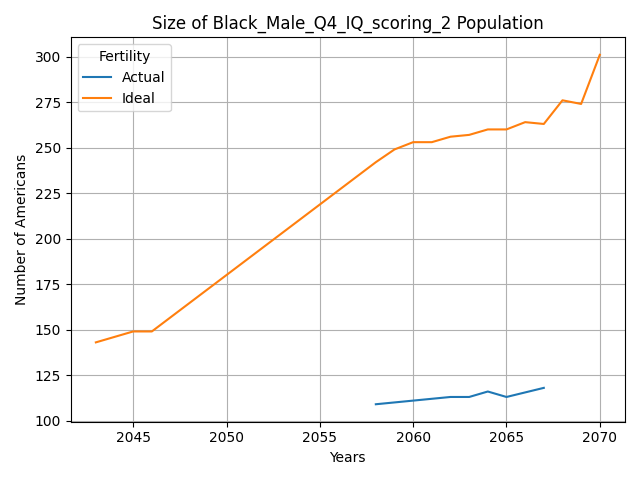 Size of Black_Male_Q4_IQ_scoring_2 Population
Number of Americans
300
275
250
225
200
175
150
125
100
Fertility
Actual
Ideal
2045 2050 2055 2060 2065 2070
Years